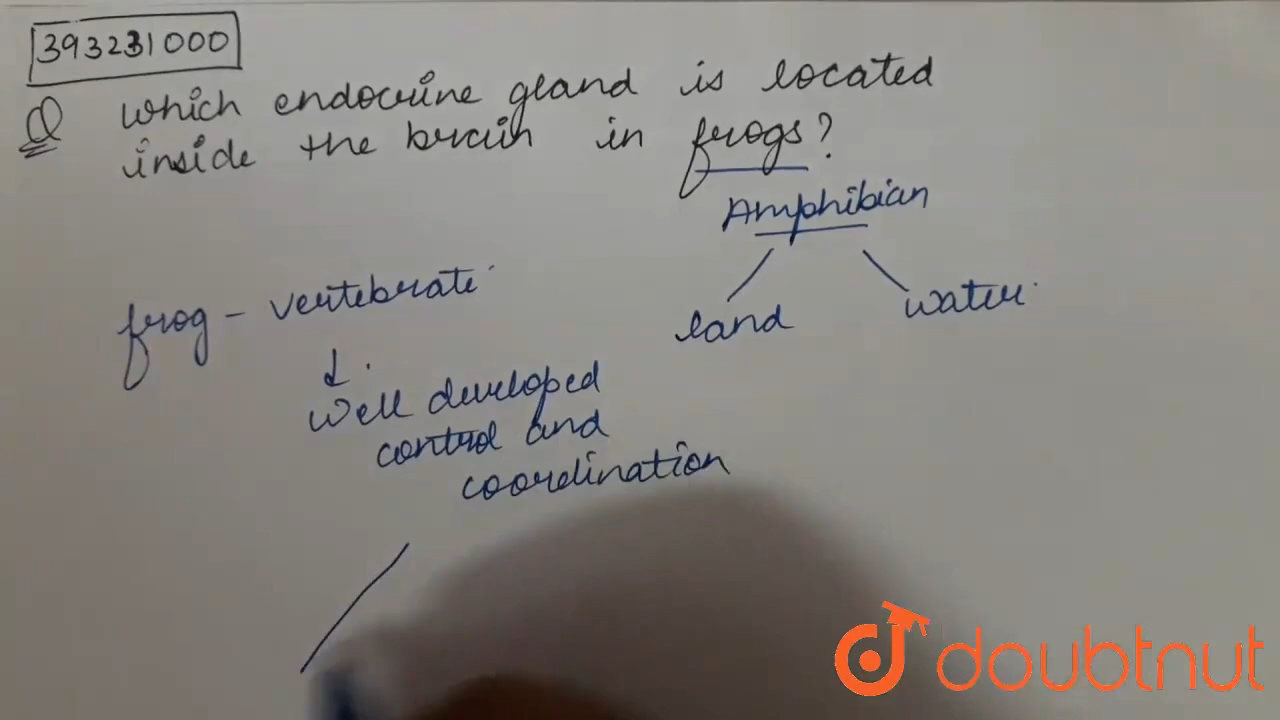 393231000
Q which endocrine gland is located
inside the brain in frogs?
Amphibian
land water
frog - vertebrate
well developed
control and
coordination
doubtnut